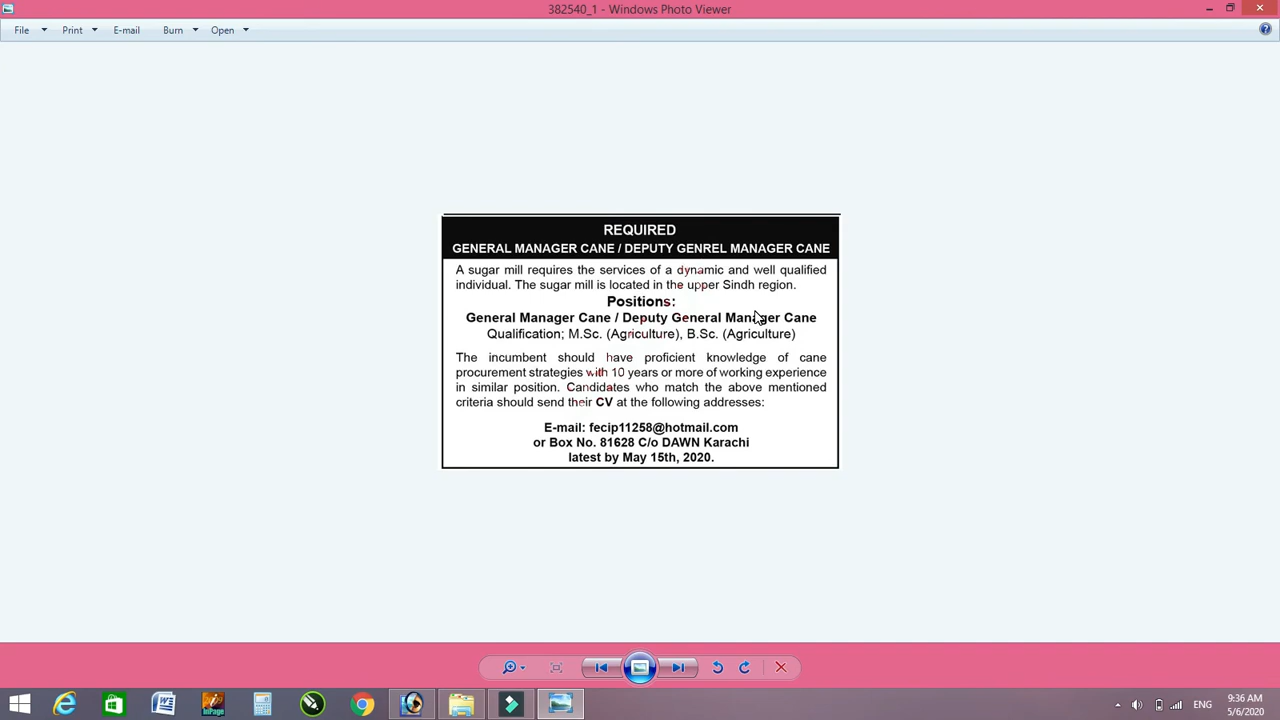 382540_1 - Windows Photo Viewer
File Print E-mail Burn Open
REQUIRED
GENERAL MANAGER CANE / DEPUTY GENREL MANAGER CANE
A sugar mill requires the services of a dynamic and well qualified
individual. The sugar mill is located in the upper Sindh region.
Positions:
General Manager Cane / Deputy General Manager Cane
Qualification; M.Sc. (Agriculture), B.Sc. (Agriculture)
The incumbent should have proficient knowledge of cane
procurement strategies with 10 years or more of working experience
in similar position. Candidates who match the above mentioned
criteria should send their CV at the following addresses:
E-mail: fecip11258@hotmail.com
or Box No. 81628 C/o DAWN Karachi
latest by May 15th, 2020.
InPage
ENG
9:36 AM
5/6/2020